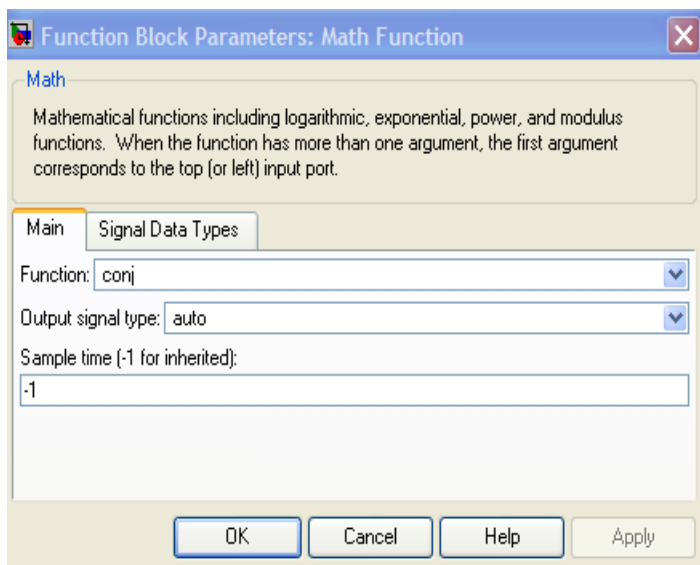 Function Block Parameters: Math Function
Math
Mathematical functions including logarithmic, exponential, power, and modulus
functions. When the function has more than one argument, the first argument
corresponds to the top (or left) input port.
Main Signal Data Types
Function: conj
Output signal type: auto
Sample time (-1 for inherited):
-1
OK Cancel Help Apply